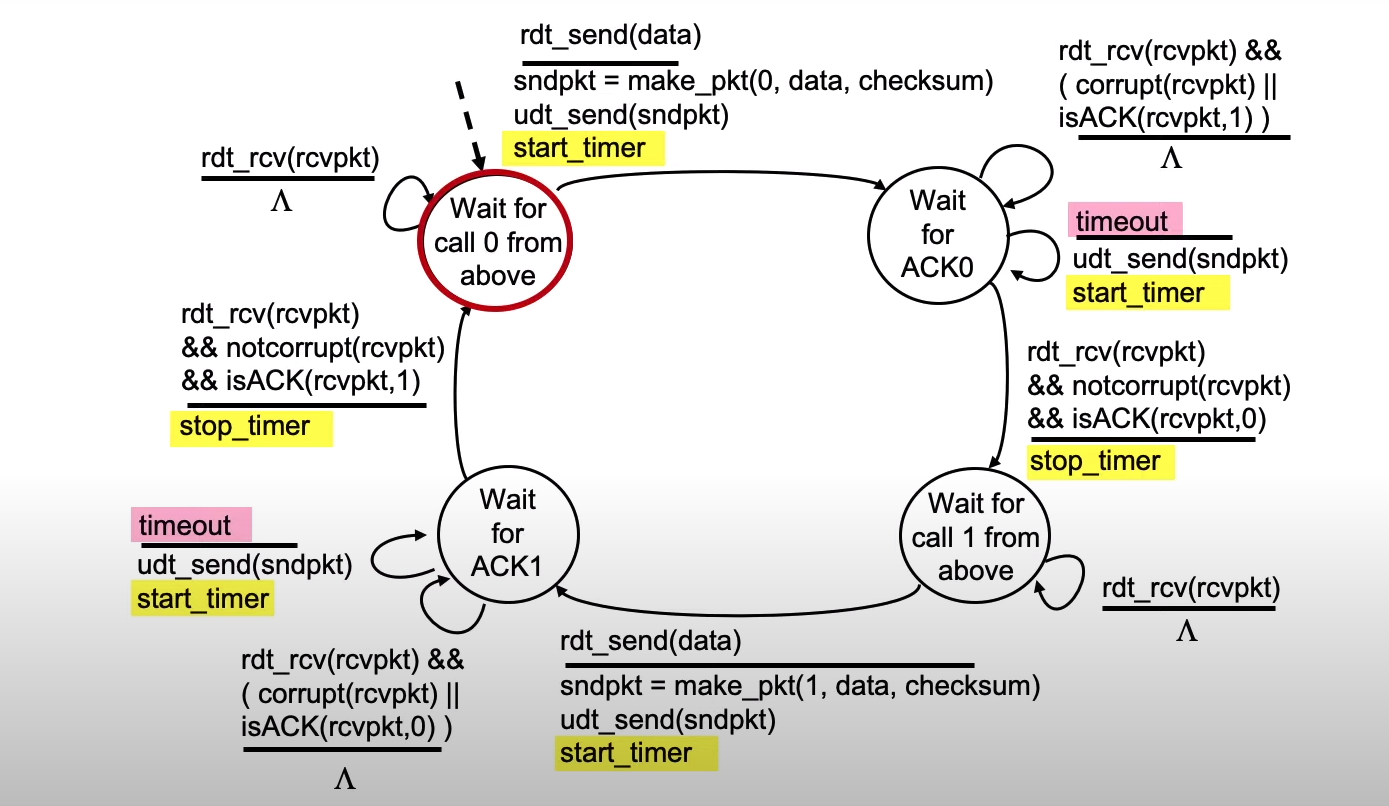 rdt_send(data)
sndpkt = make_pkt(0, data, checksum)
udt_send(sndpkt)
start_timer
rdt_rcv(rcvpkt) &&
( corrupt(rcvpkt) ||
isACK(rcvpkt,1) )
Λ
rdt_rcv(rcvpkt)
Λ
Wait for
call 0 from
above
Wait
for
ACK0
timeout
udt_send(sndpkt)
start_timer
rdt_rcv(rcvpkt)
&& notcorrupt(rcvpkt)
&& isACK(rcvpkt,1)
stop_timer
rdt_rcv(rcvpkt)
&& notcorrupt(rcvpkt)
&& isACK(rcvpkt,0)
stop_timer
Wait
for
ACK1
Wait for
call 1 from
above
timeout
udt_send(sndpkt)
start_timer
rdt_rcv(rcvpkt)
Λ
rdt_rcv(rcvpkt) &&
( corrupt(rcvpkt) ||
isACK(rcvpkt,0) )
Λ
rdt_send(data)
sndpkt = make_pkt(1, data, checksum)
udt_send(sndpkt)
start_timer